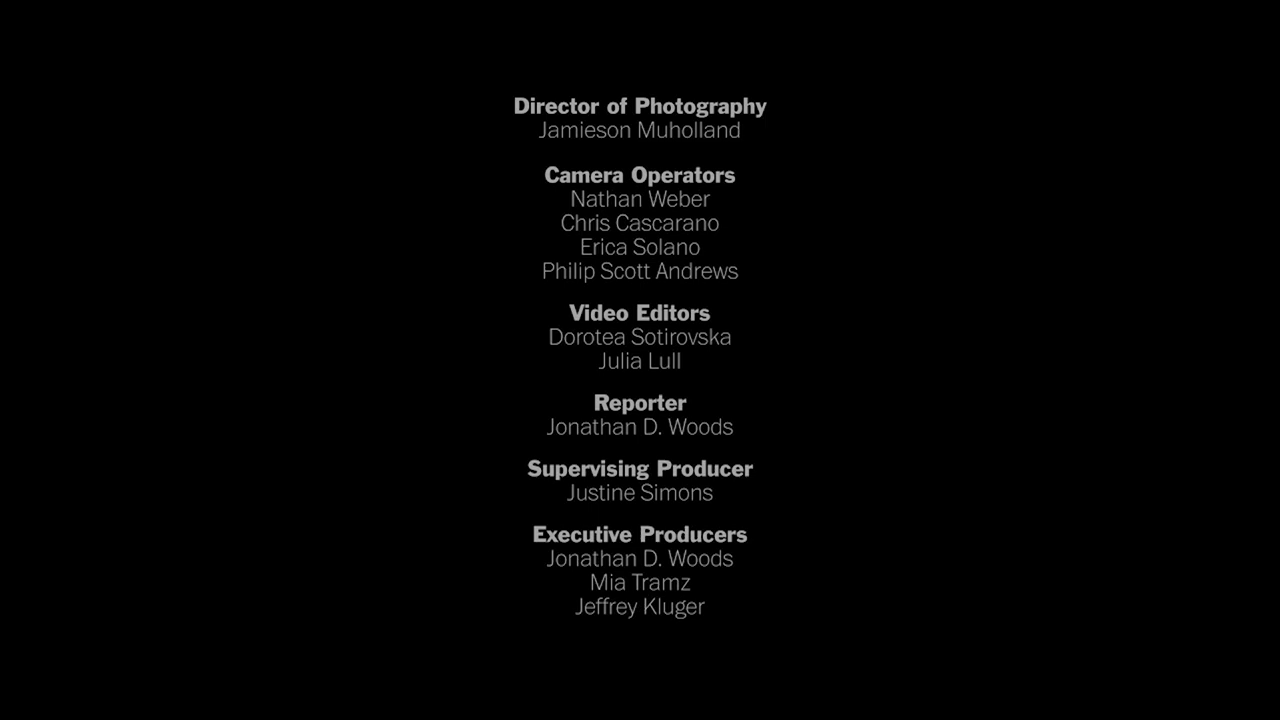 Director of Photography
Jamieson Muholland
Camera Operators
Nathan Weber
Chris Cascarano
Erica Solano
Philip Scott Andrews
Video Editors
Dorotea Sotirovska
Julia Lull
Reporter
Jonathan D. Woods
Supervising Producer
Justine Simons
Executive Producers
Jonathan D. Woods
Mia Tramz
Jeffrey Kluger